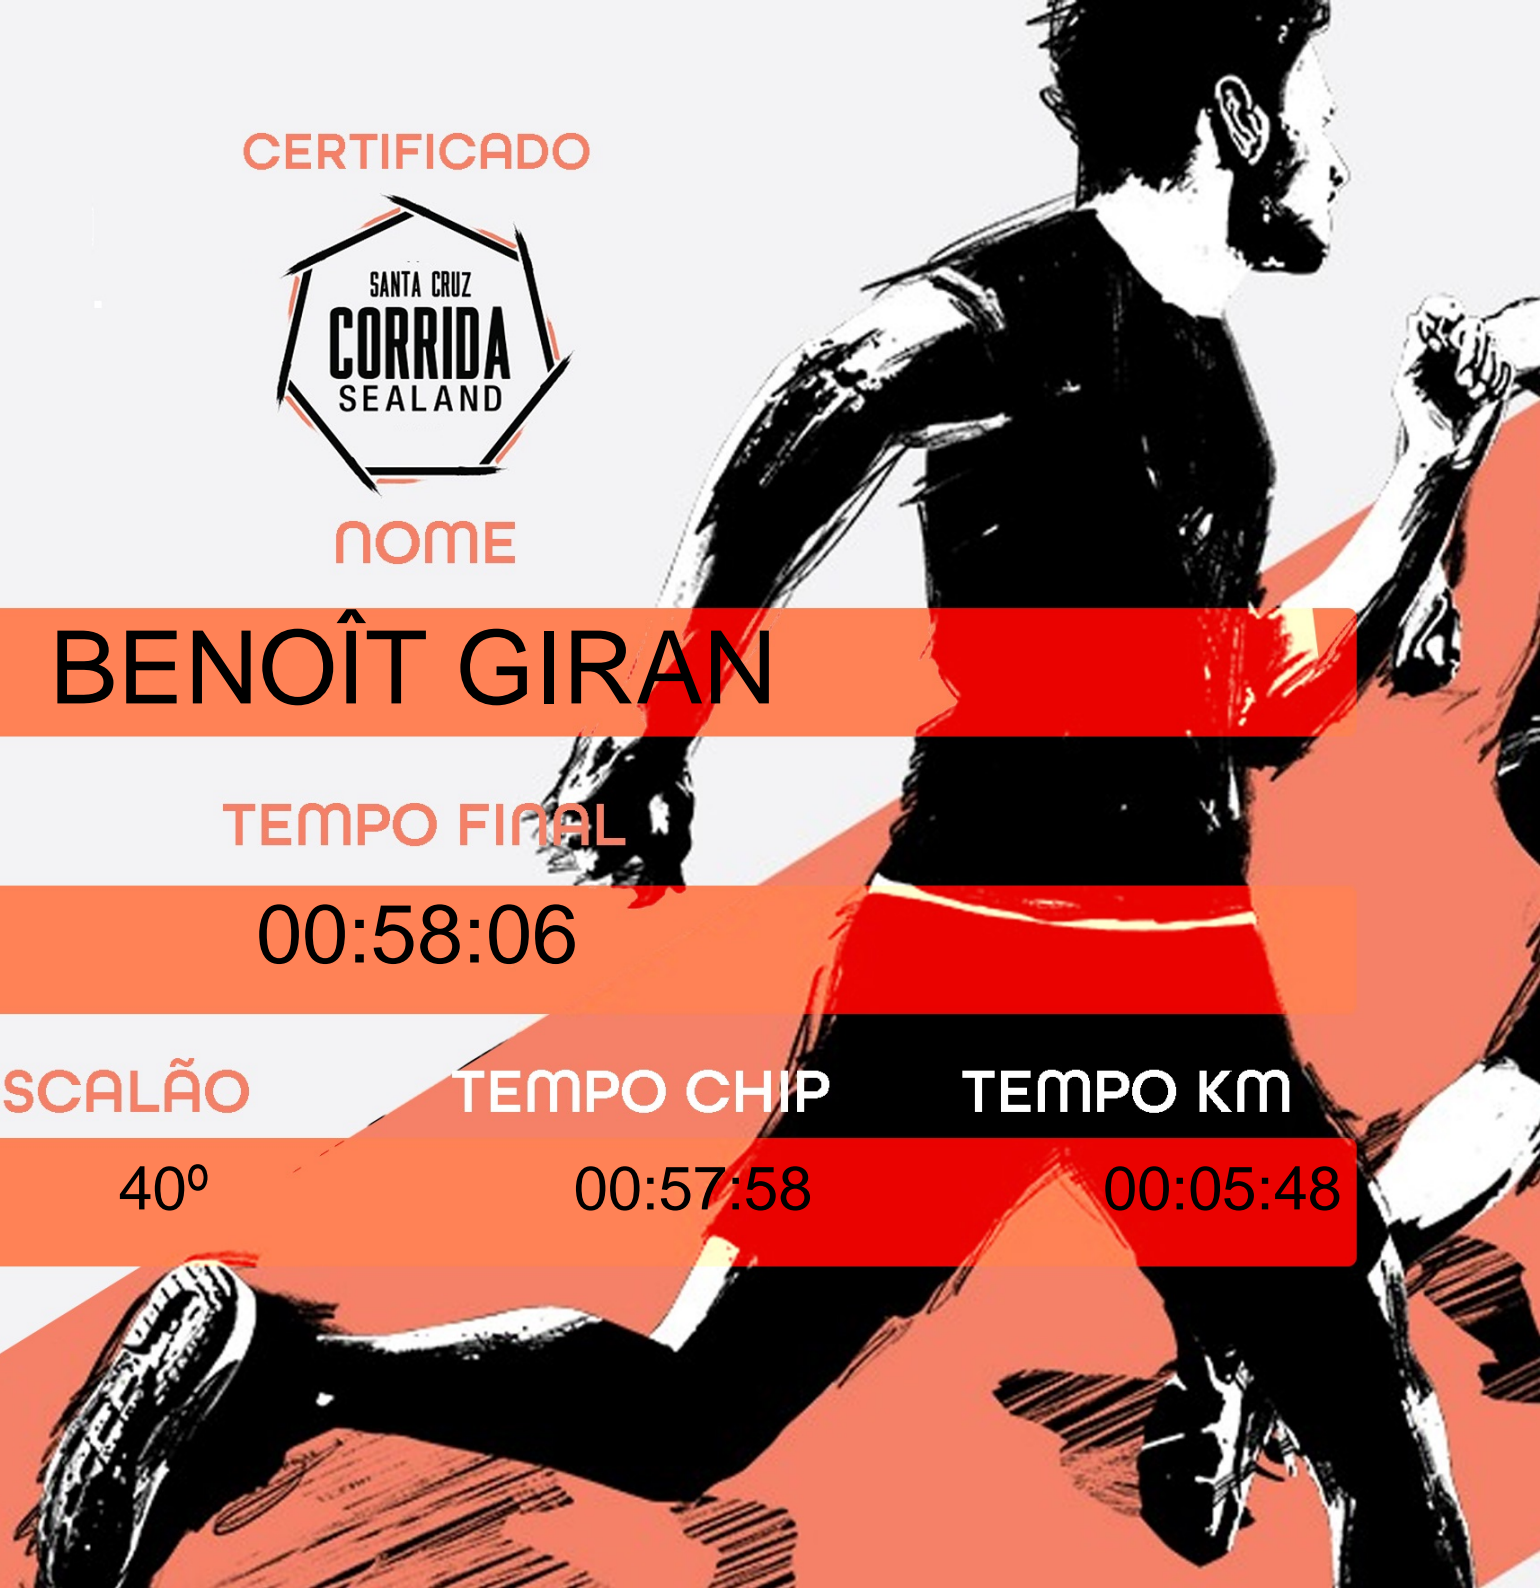 CERTIFICADO
SANTA CRUZ
CORRIDA
SEALAND
NOME
BENOÎT GIRAN
TEMPO FINAL
00:58:06
SCALÃO TEMPO CHIP TEMPO KM
40º 00:57:58 00:05:48